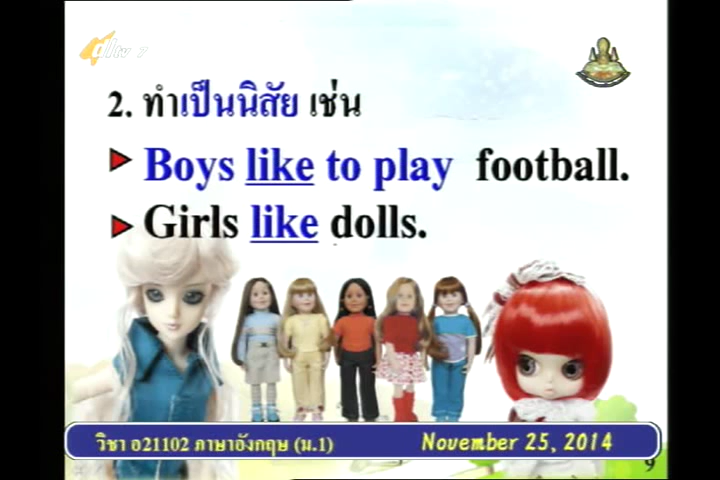 dltv 7
2. ทำเป็นนิสัย เช่น
Boys like to play football.
Girls like dolls.
วิชา อ21102 ภาษาอังกฤษ (ม.1)
November 25, 2014
9